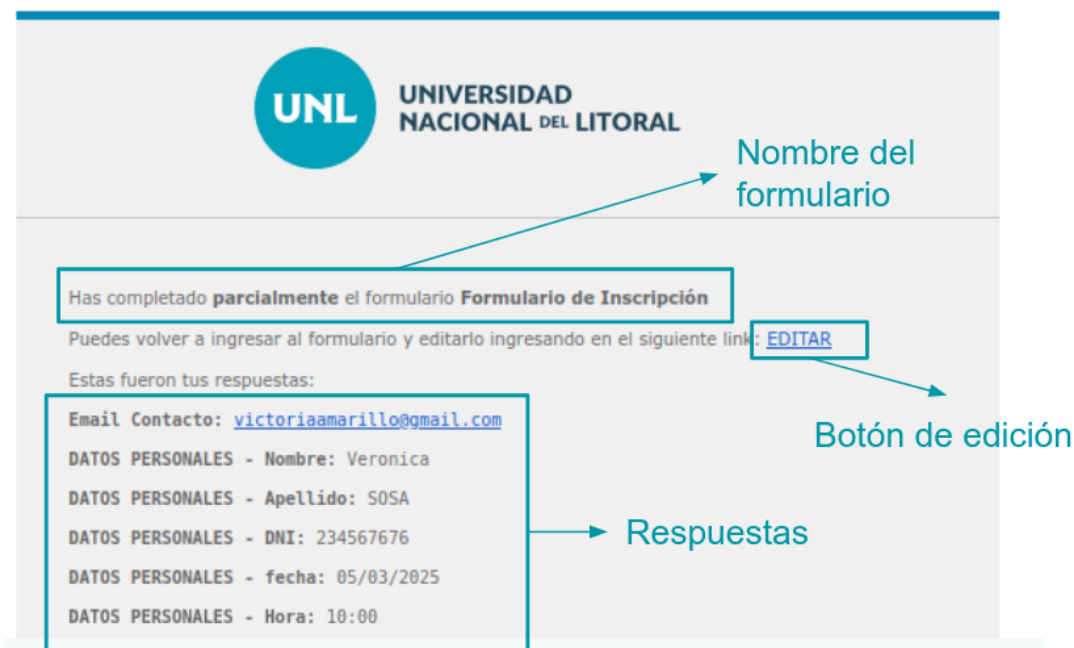 UNL
UNIVERSIDAD
NACIONAL DEL LITORAL
Nombre del
formulario
Has completado parcialmente el formulario Formulario de Inscripción
Puedes volver a ingresar al formulario y editarlo ingresando en el siguiente link: EDITAR
Estas fueron tus respuestas:
Email Contacto: victoriaamarillo@gmail.com
Botón de edición
DATOS PERSONALES - Nombre: Veronica
DATOS PERSONALES - Apellido: SOSA
DATOS PERSONALES - DNI: 234567676
Respuestas
DATOS PERSONALES - fecha: 05/03/2025
DATOS PERSONALES - Hora: 10:00